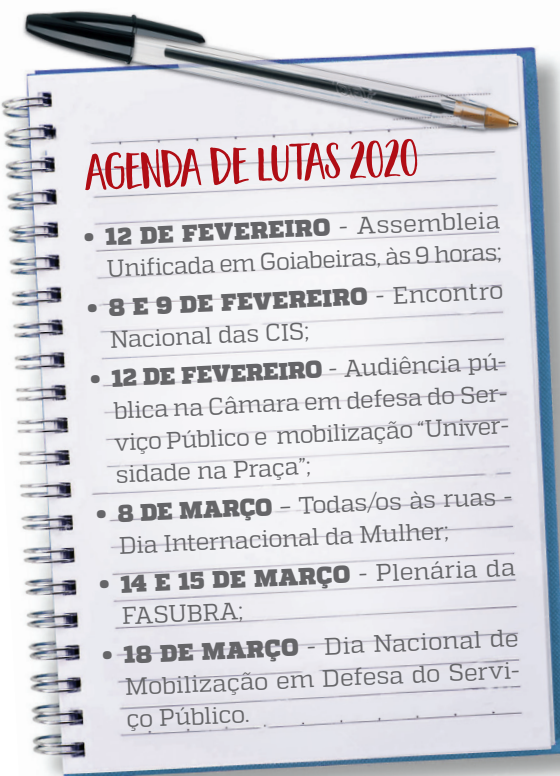 AGENDA DE LUTAS 2020
• 12 DE FEVEREIRO - Assembleia
Unificada em Goiabeiras, às 9 horas;
• 8 E 9 DE FEVEREIRO - Encontro
Nacional das CIS;
• 12 DE FEVEREIRO - Audiência pú-
blica na Câmara em defesa do Ser-
viço Público e mobilização “Univer-
sidade na Praça”;
• 8 DE MARÇO – Todas/os às ruas -
Dia Internacional da Mulher;
• 14 E 15 DE MARÇO - Plenária da
FASUBRA;
• 18 DE MARÇO - Dia Nacional de
Mobilização em Defesa do Servi-
ço Público.